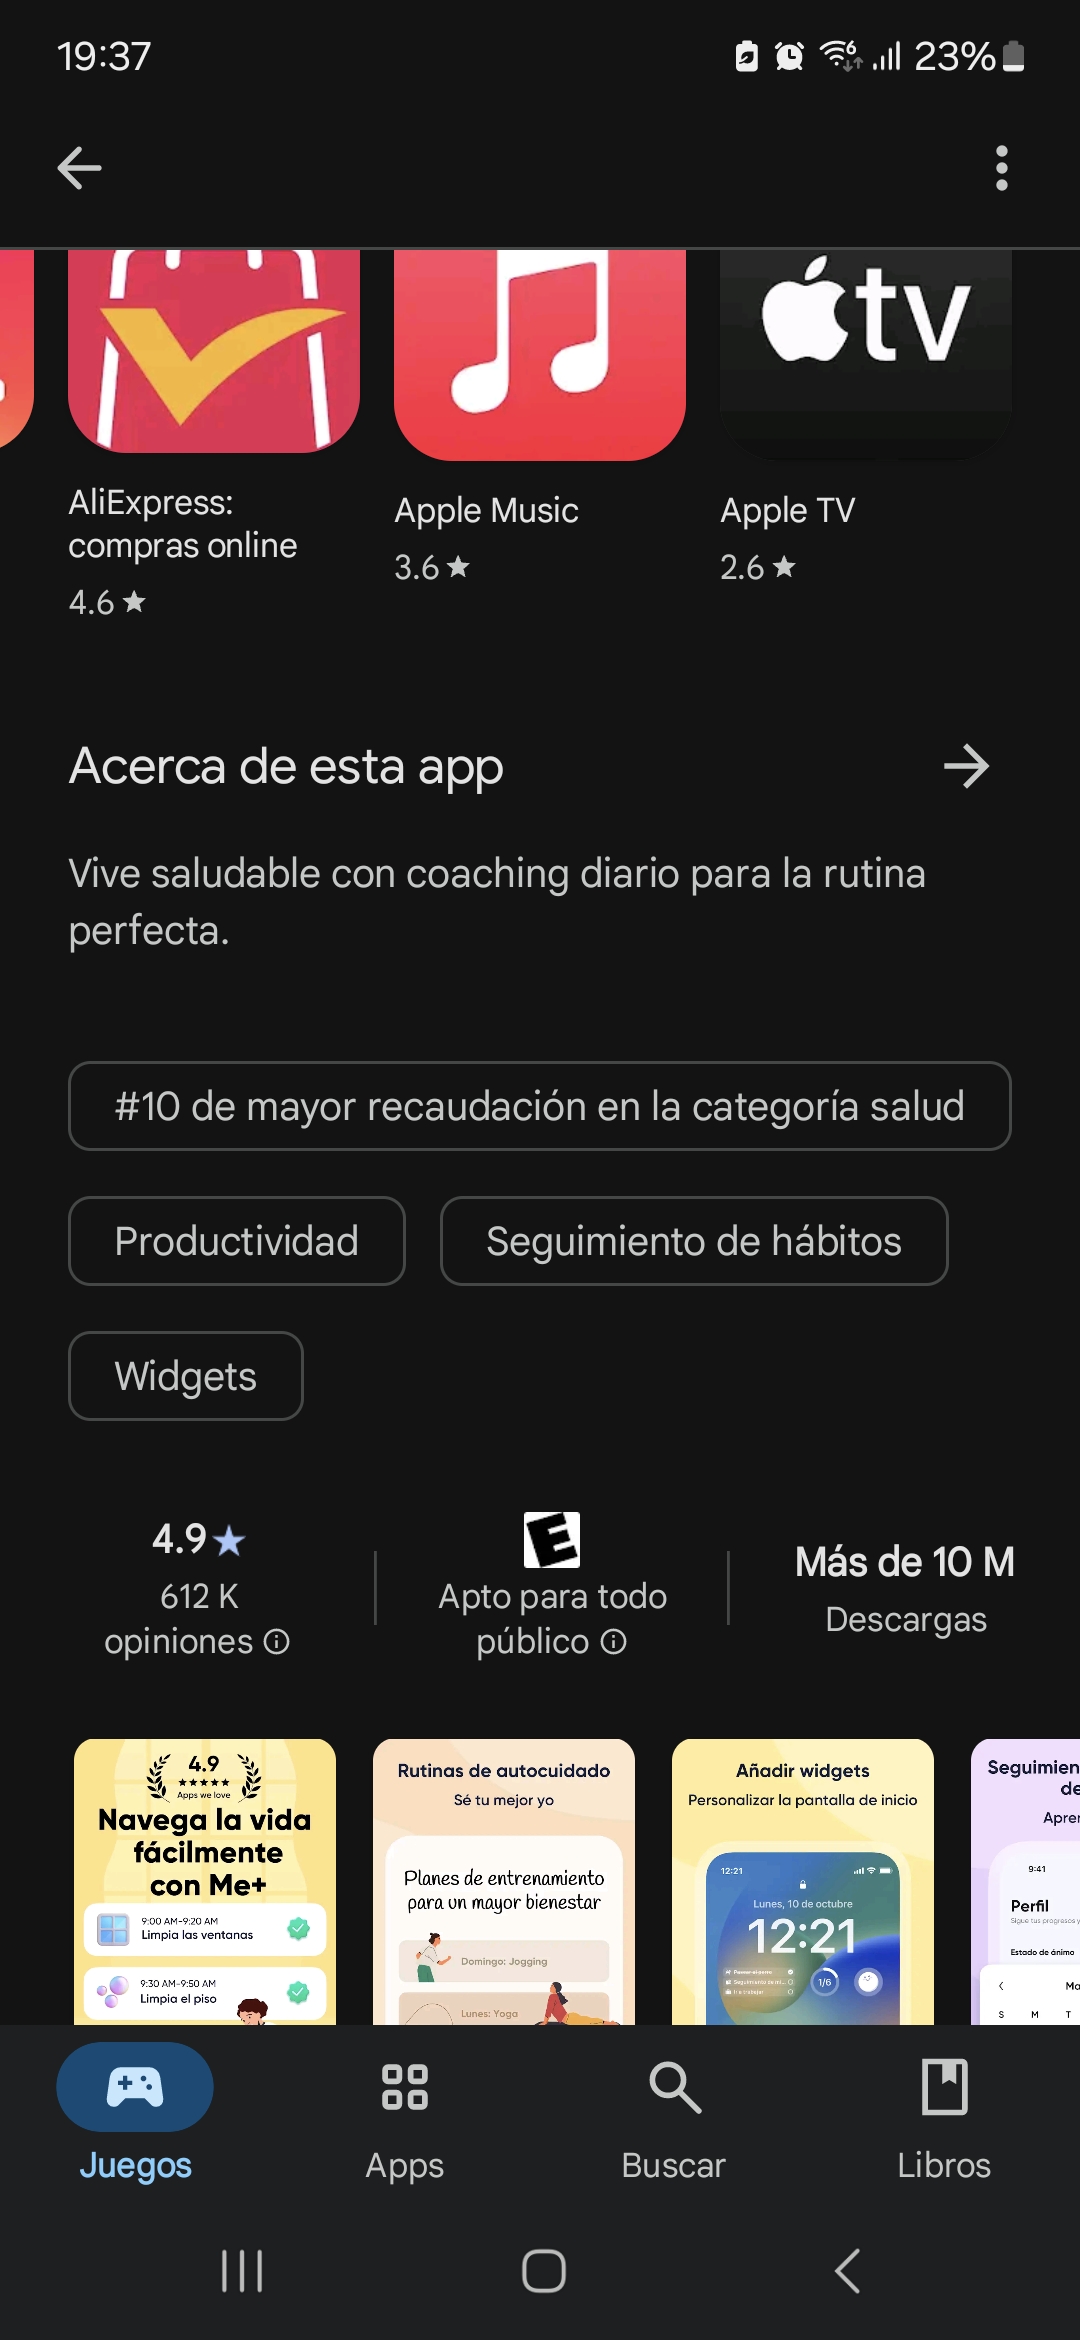 19:37
23%
tv
AliExpress:
compras online
4.6 ★
Apple Music
3.6 ★
Apple TV
2.6 ★
Acerca de esta app
Vive saludable con coaching diario para la rutina
perfecta.
#10 de mayor recaudación en la categoría salud
Productividad
Seguimiento de hábitos
Widgets
4.9★
612 K
opiniones
E
Apto para todo
público
Más de 10 M
Descargas
4.9
★★★★★
Apps we love
Navega la vida
fácilmente
con Me+
9:00 AM-9:20 AM
Limpia las ventanas
9:30 AM-9:50 AM
Limpia el piso
Rutinas de autocuidado
Sé tu mejor yo
Planes de entrenamiento
para un mayor bienestar
Domingo: Jogging
Lunes: Yoga
Añadir widgets
Personalizar la pantalla de inicio
12:21
Lunes, 10 de octubre
12:21
1/6
Seguimien
de
Apren
9:41
Perfil
Sigue tus progresos y
Estado de ánimo
Ma
S M T
Juegos
Apps
Buscar
Libros